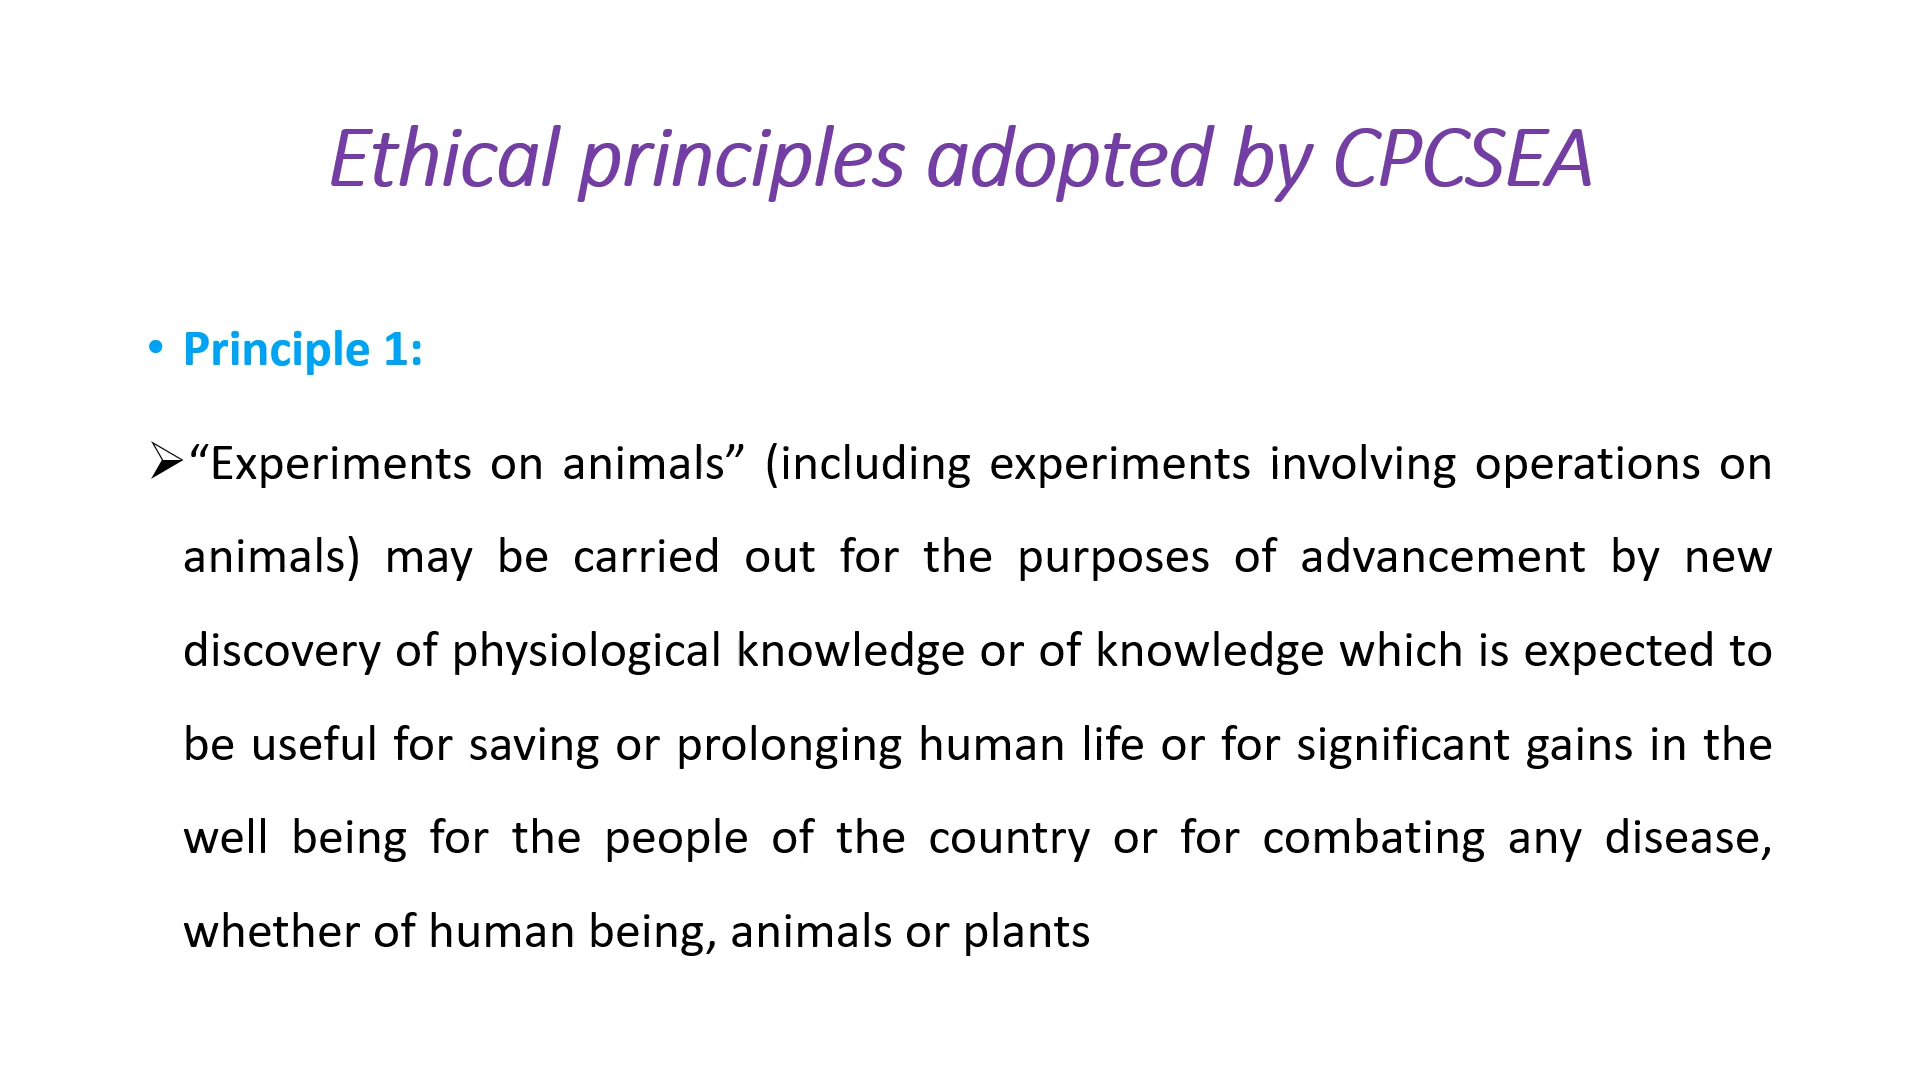 Ethical principles adopted by CPCSEA
• Principle 1:
➢“Experiments on animals” (including experiments involving operations on
animals) may be carried out for the purposes of advancement by new
discovery of physiological knowledge or of knowledge which is expected to
be useful for saving or prolonging human life or for significant gains in the
well being for the people of the country or for combating any disease,
whether of human being, animals or plants